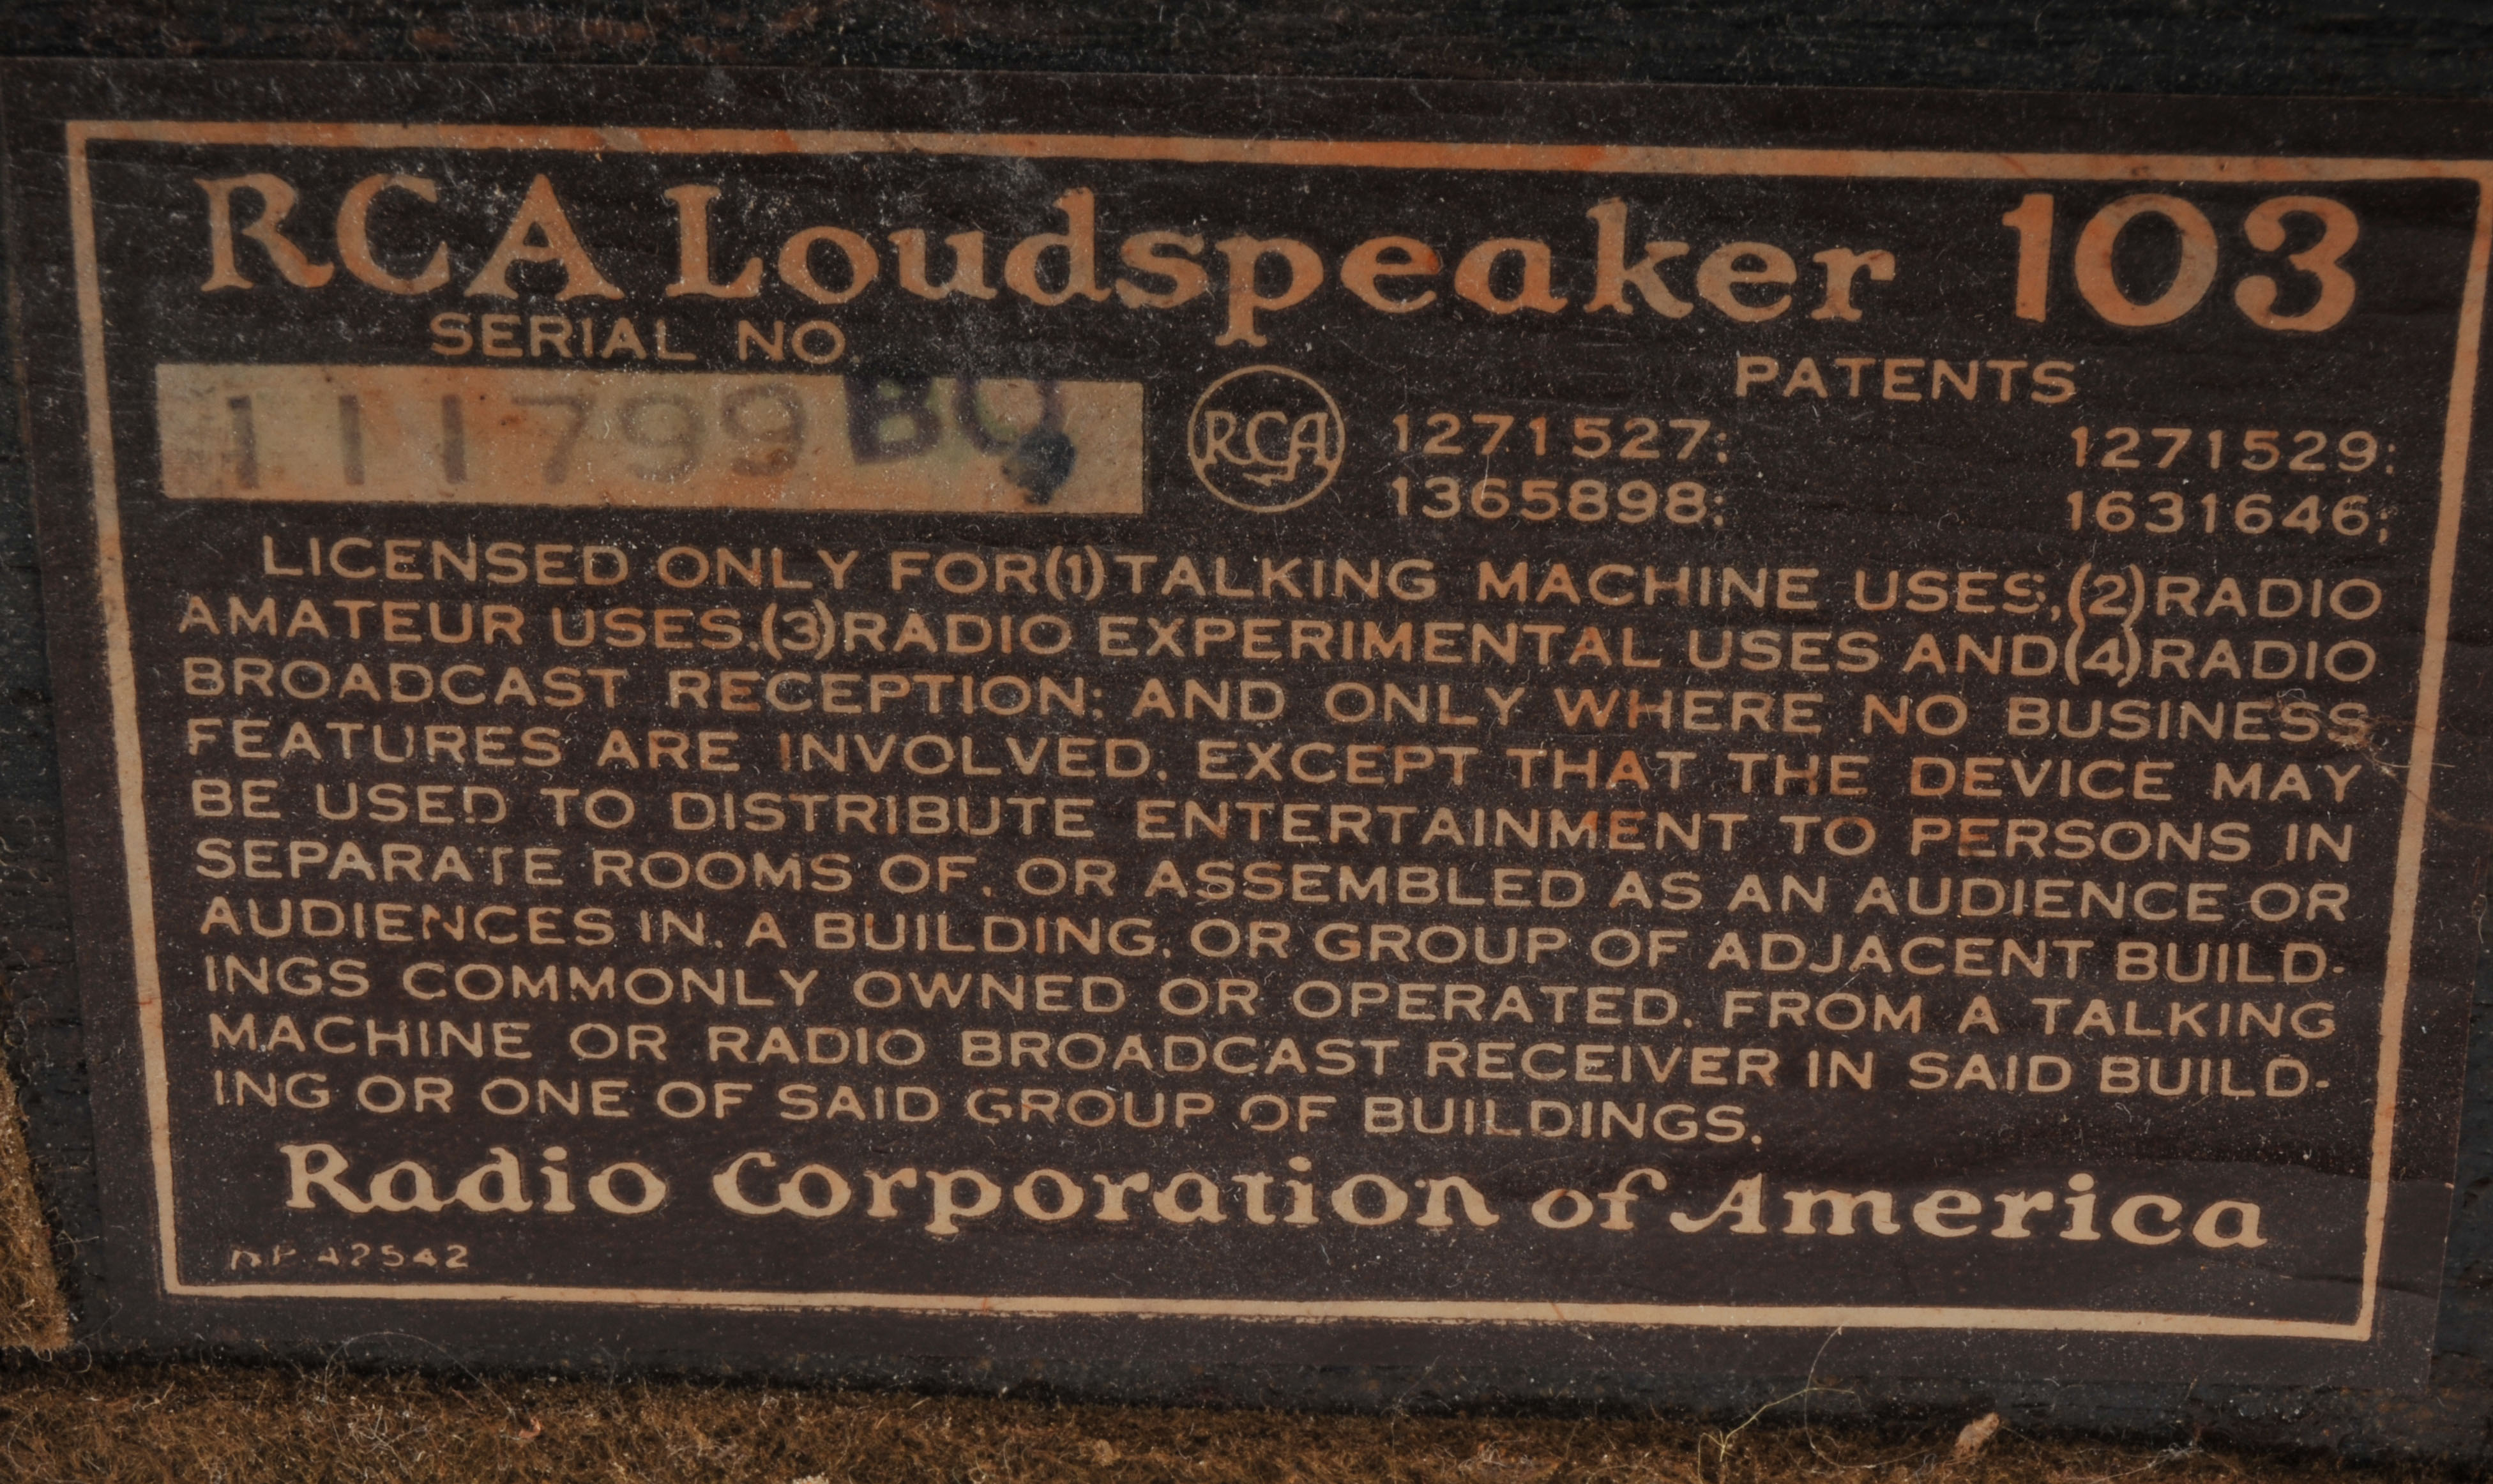 RCA Loudspeaker 103
SERIAL NO.
111799 BQ
RCA
PATENTS
1271527; 1271529;
1365898; 1631646;
LICENSED ONLY FOR (1) TALKING MACHINE USES, (2) RADIO
AMATEUR USES, (3) RADIO EXPERIMENTAL USES AND (4) RADIO
BROADCAST RECEPTION; AND ONLY WHERE NO BUSINESS
FEATURES ARE INVOLVED, EXCEPT THAT THE DEVICE MAY
BE USED TO DISTRIBUTE ENTERTAINMENT TO PERSONS IN
SEPARATE ROOMS OF, OR ASSEMBLED AS AN AUDIENCE OR
AUDIENCES IN, A BUILDING, OR GROUP OF ADJACENT BUILD-
INGS COMMONLY OWNED OR OPERATED, FROM A TALKING
MACHINE OR RADIO BROADCAST RECEIVER IN SAID BUILD-
ING OR ONE OF SAID GROUP OF BUILDINGS.
Radio Corporation of America
42542